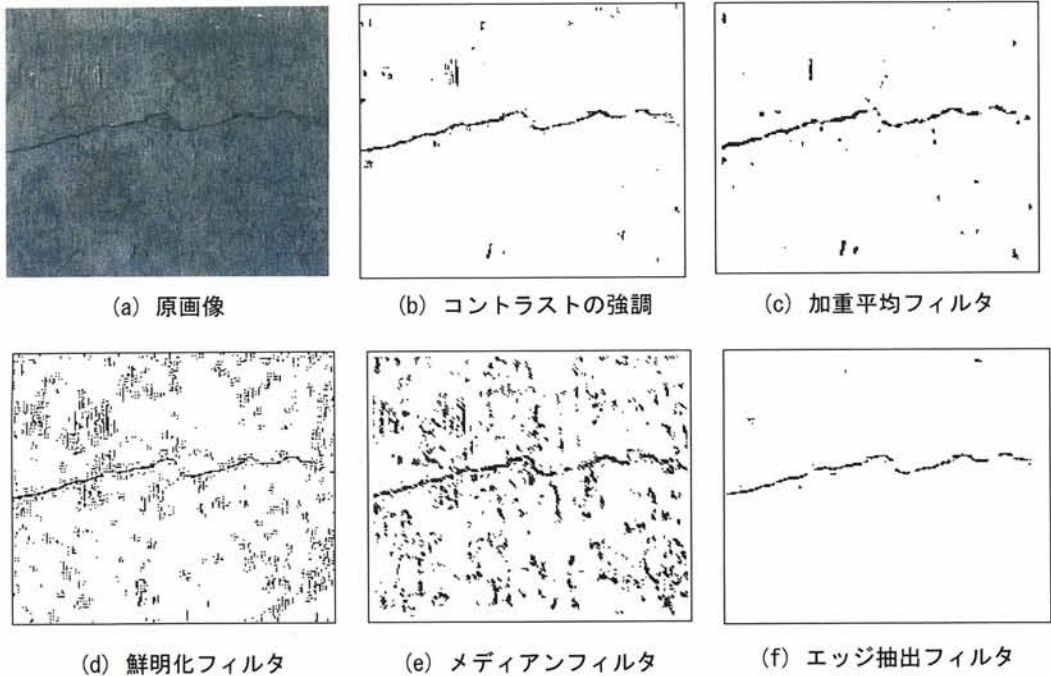 (a) 原画像
(b) コントラストの強調
(c) 加重平均フィルタ
(d) 鮮明化フィルタ
(e) メディアンフィルタ
(f) エッジ抽出フィルタ